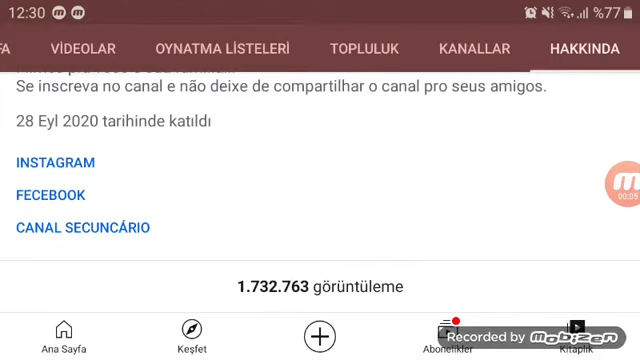 12:30
%77
FA VİDEOLAR OYNATMA LİSTELERİ TOPLULUK KANALLAR HAKKINDA
Se inscreva no canal e não deixe de compartilhar o canal pro seus amigos.
28 Eyl 2020 tarihinde katıldı
INSTAGRAM
FECEBOOK
CANAL SECUNCÁRIO
00:05
1.732.763 görüntüleme
Ana Sayfa Keşfet Abonelikler Kitaplık
Recorded by mobizen